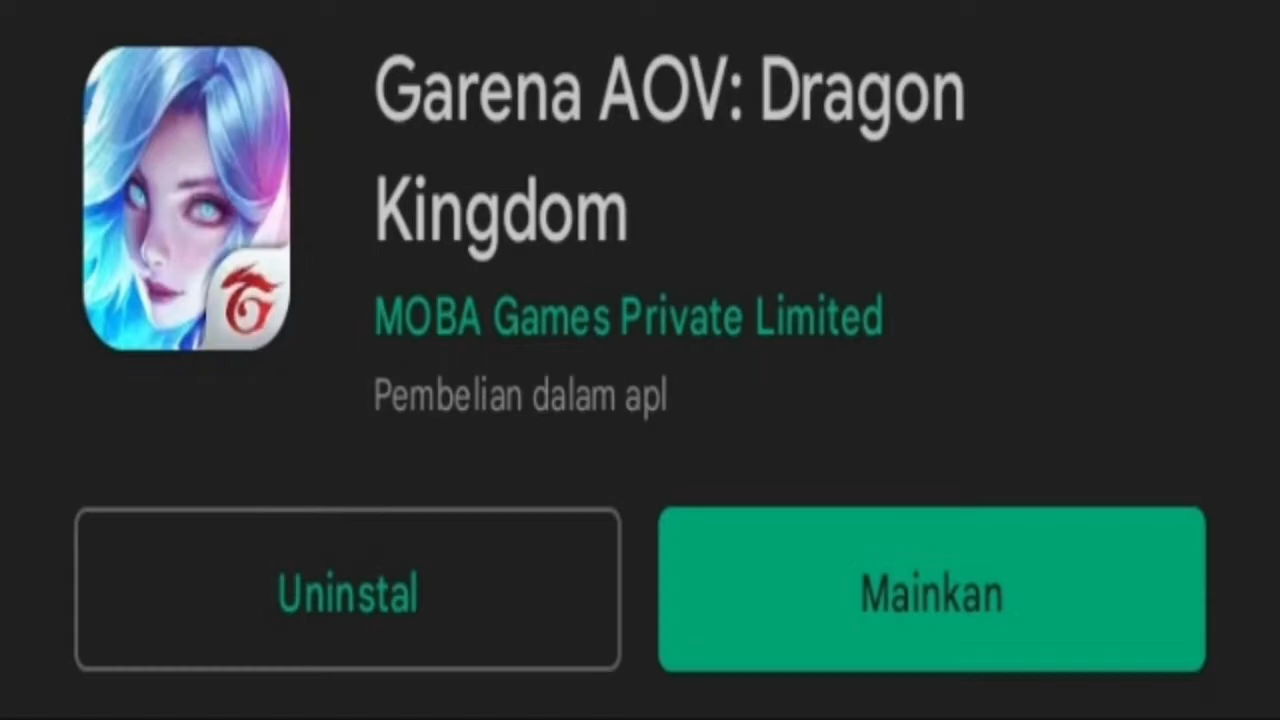 Garena AOV: Dragon
Kingdom
MOBA Games Private Limited
Pembelian dalam apl
Uninstal
Mainkan